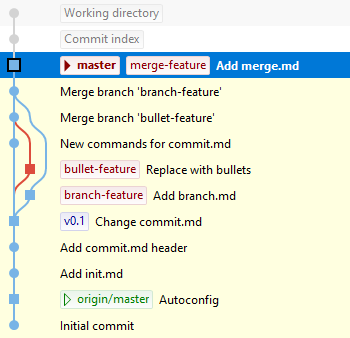 Working directory
Commit index
master merge-feature Add merge.md
Merge branch 'branch-feature'
Merge branch 'bullet-feature'
New commands for commit.md
bullet-feature Replace with bullets
branch-feature Add branch.md
v0.1 Change commit.md
Add commit.md header
Add init.md
origin/master Autoconfig
Initial commit